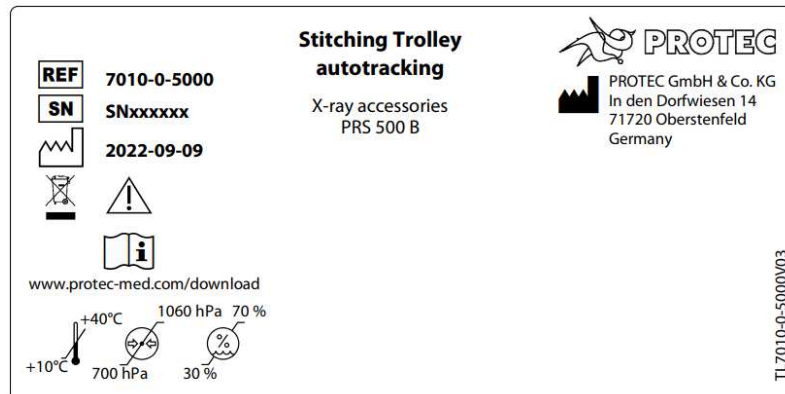 Stitching Trolley
autotracking
X-ray accessories
PRS 500 B
PROTEC
PROTEC GmbH & Co. KG
In den Dorfwiesen 14
71720 Oberstenfeld
Germany
REF 7010-0-5000
SN SNxxxxxx
2022-09-09
i
www.protec-med.com/download
+40°C
+10°C
1060 hPa
700 hPa
70 %
%
30 %
TL7010-0-5000V03